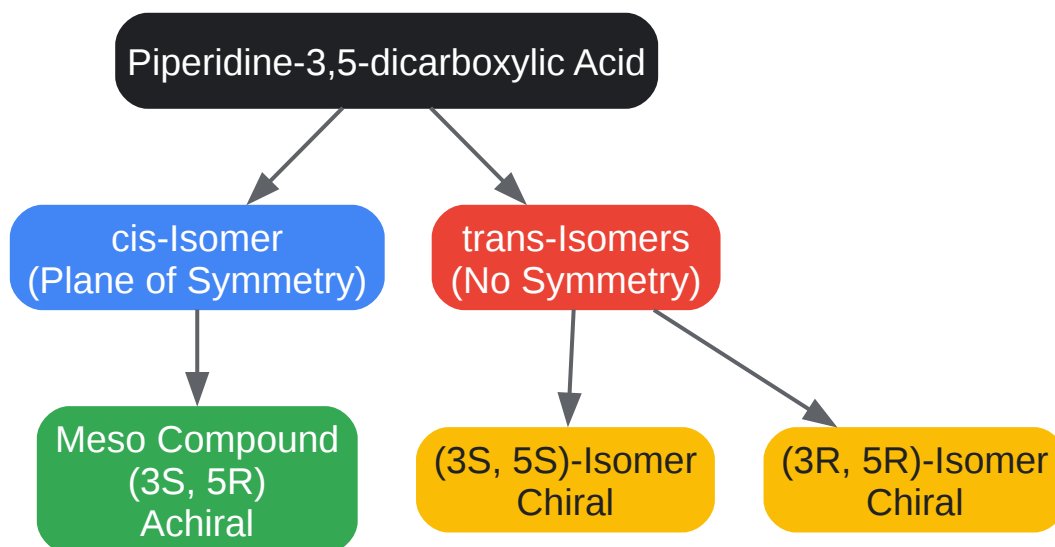 Piperidine-3,5-dicarboxylic Acid
cis-Isomer
(Plane of Symmetry)
trans-Isomers
(No Symmetry)
Meso Compound
(3S, 5R)
Achiral
(3S, 5S)-Isomer
Chiral
(3R, 5R)-Isomer
Chiral